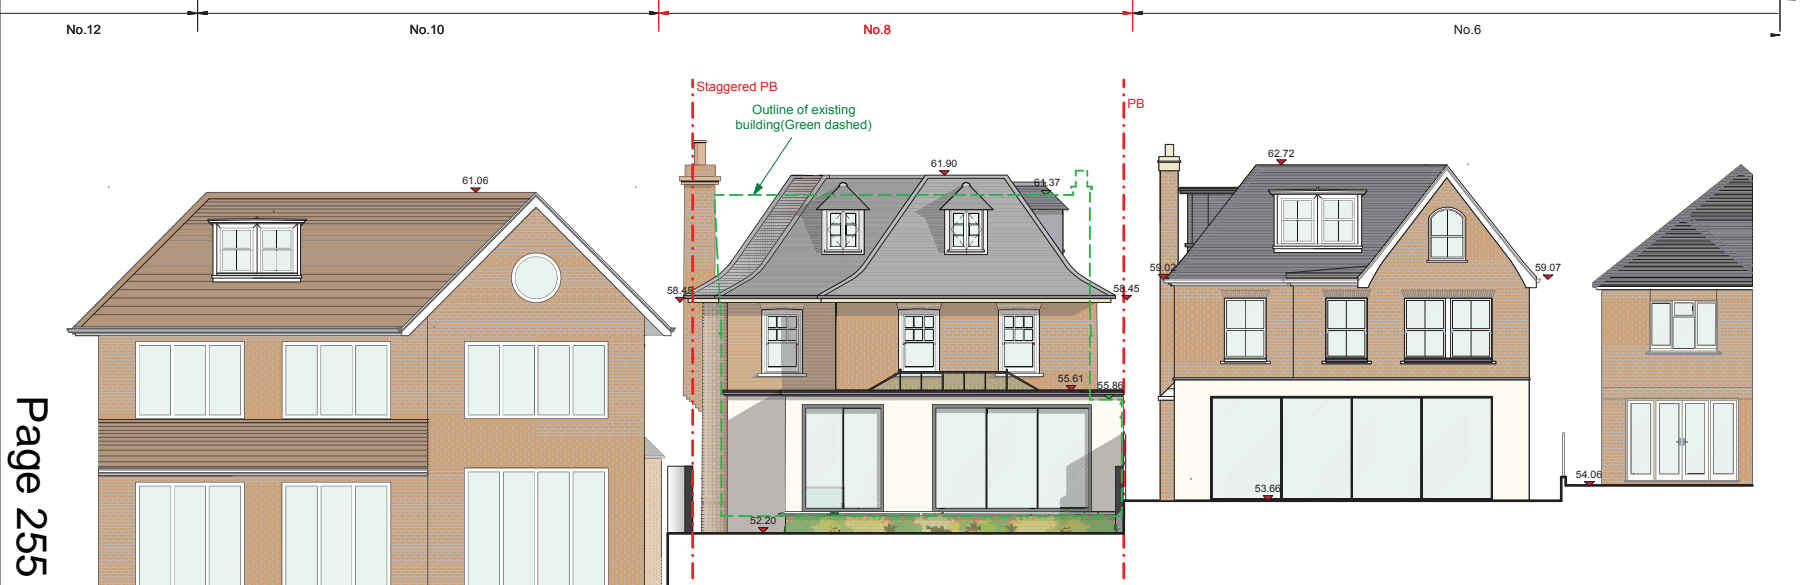 No.12
No.10
No.8
No.6
Staggered PB
Outline of existing
building(Green dashed)
PB
61.06
61.90
61.37
62.72
58.45
58.45
59.02
59.07
55.61
55.86
52.20
53.66
54.06
Page 255